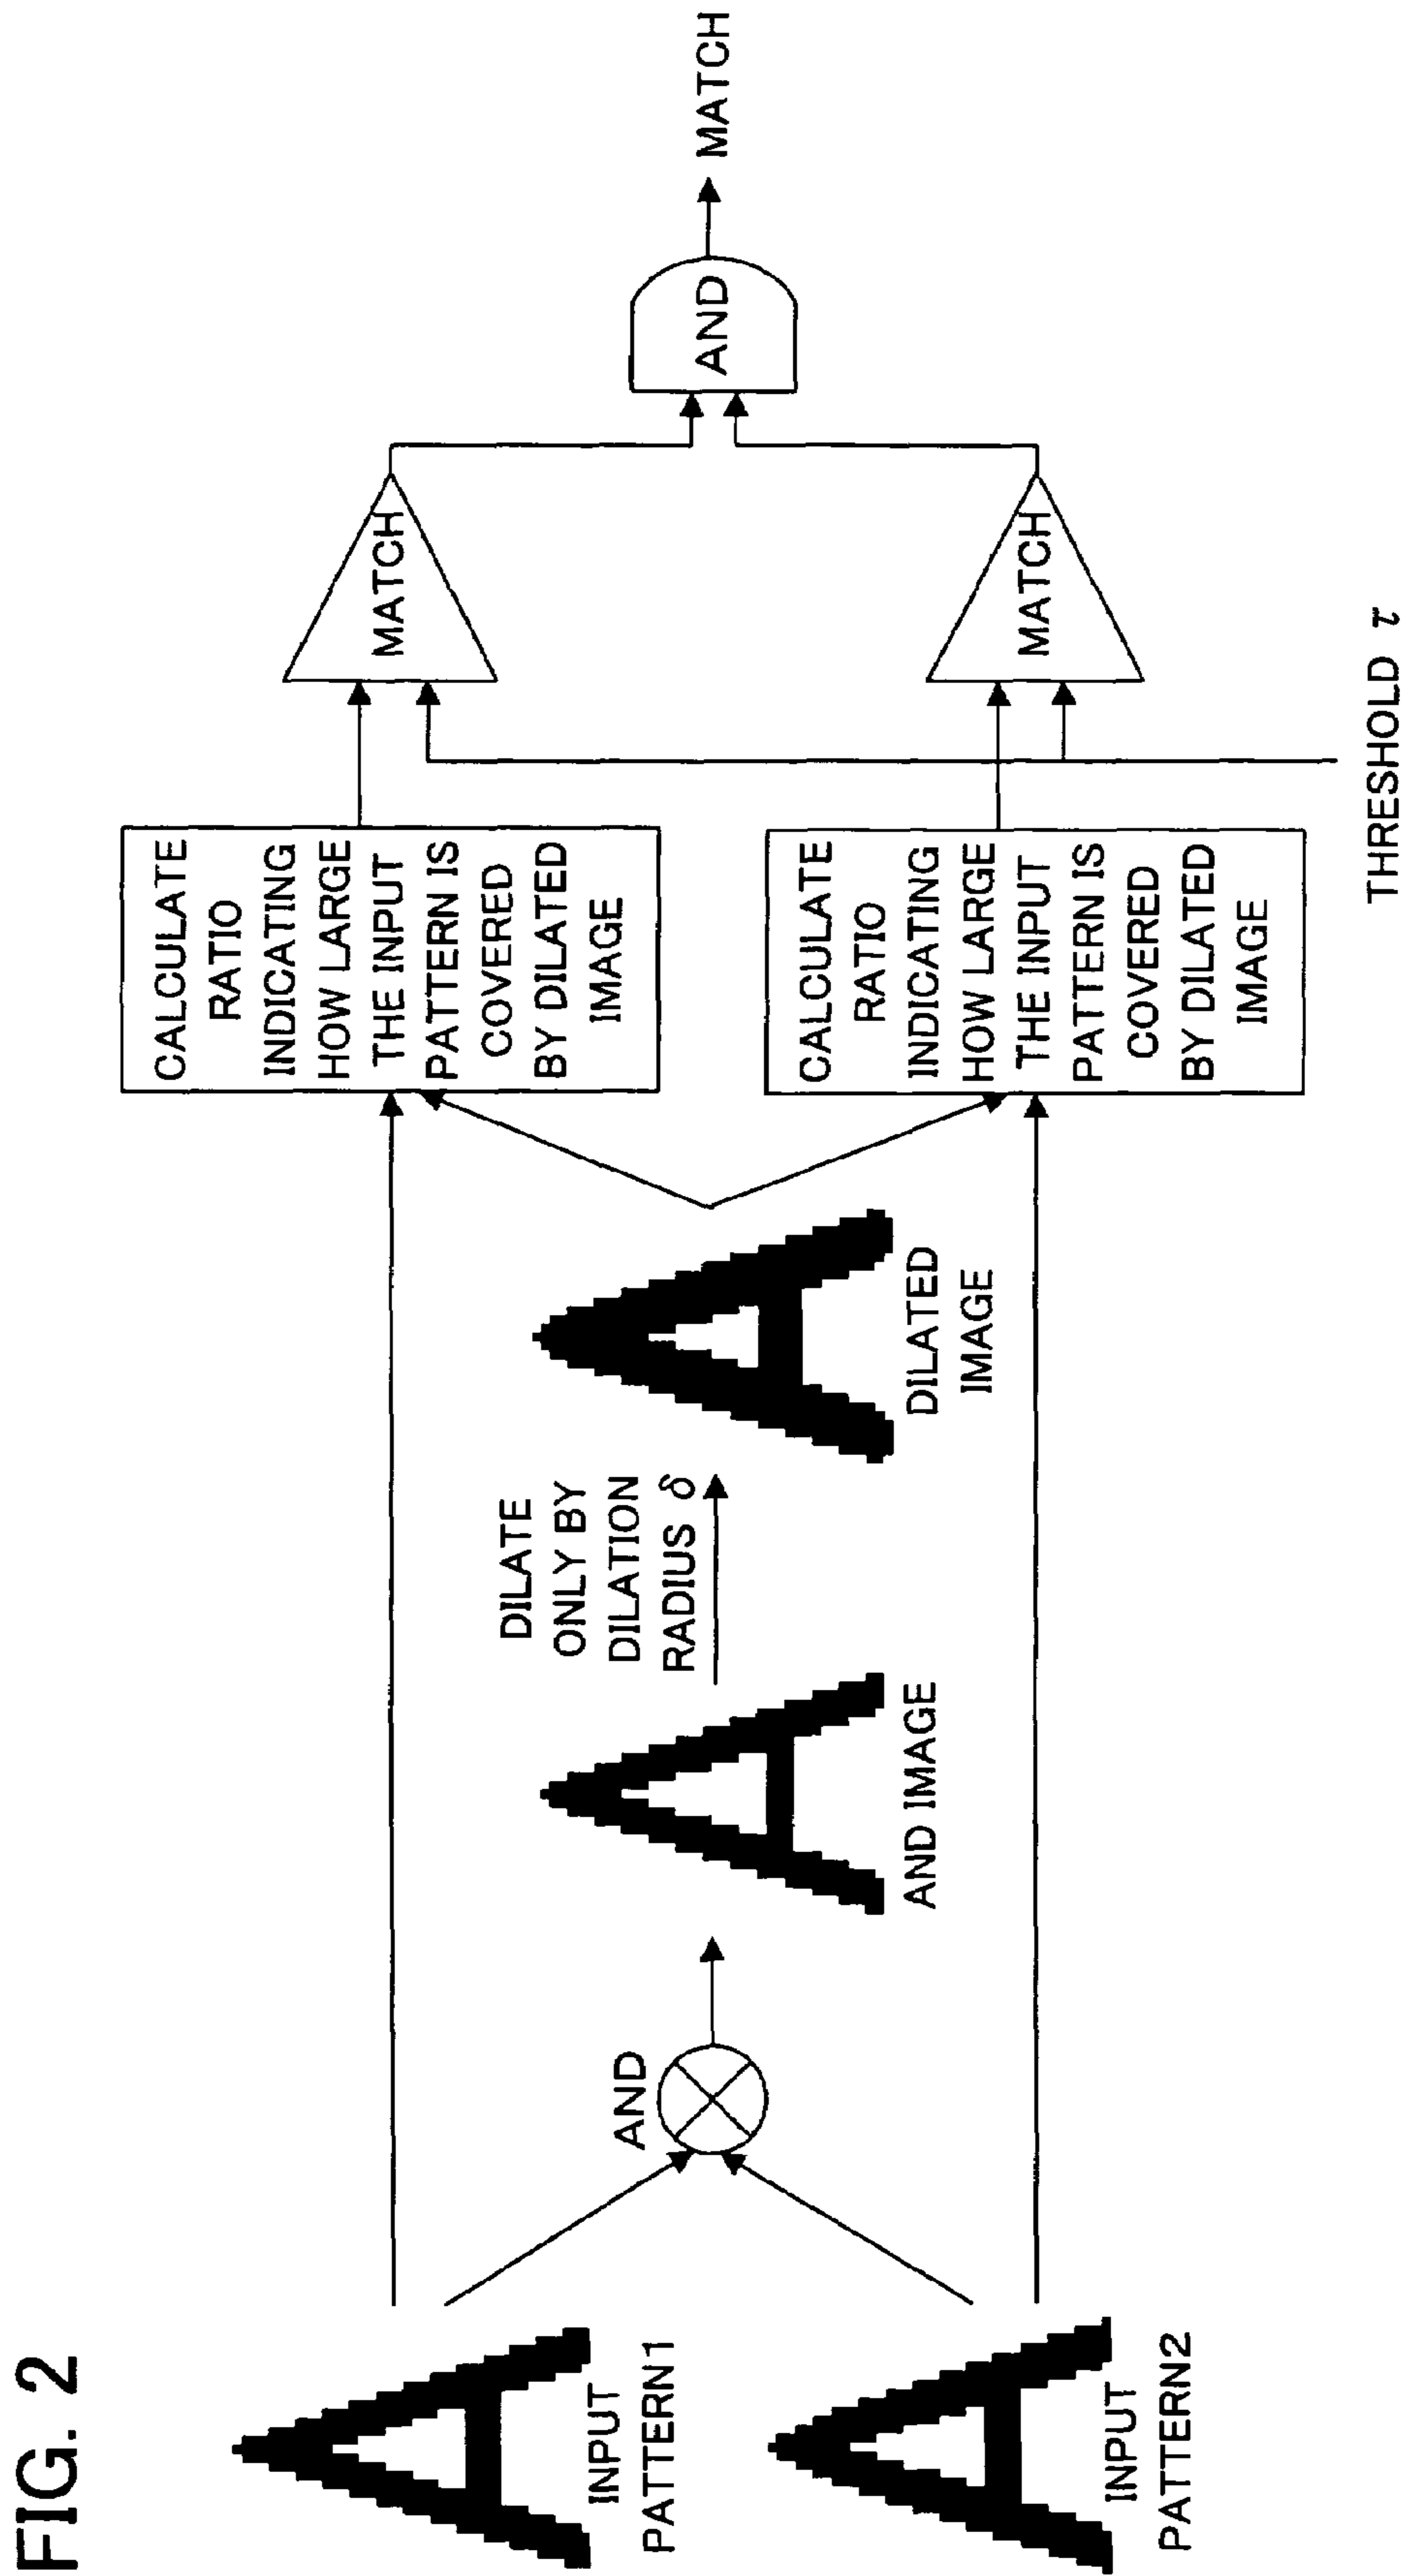 FIG. 2
INPUT
PATTERN1
INPUT
PATTERN2
AND
AND IMAGE
DILATE
ONLY BY
DILATION
RADIUS δ
DILATED
IMAGE
CALCULATE
RATIO
INDICATING
HOW LARGE
THE INPUT
PATTERN IS
COVERED
BY DILATED
IMAGE
CALCULATE
RATIO
INDICATING
HOW LARGE
THE INPUT
PATTERN IS
COVERED
BY DILATED
IMAGE
THRESHOLD τ
MATCH
MATCH
AND
MATCH
A
A
A
A